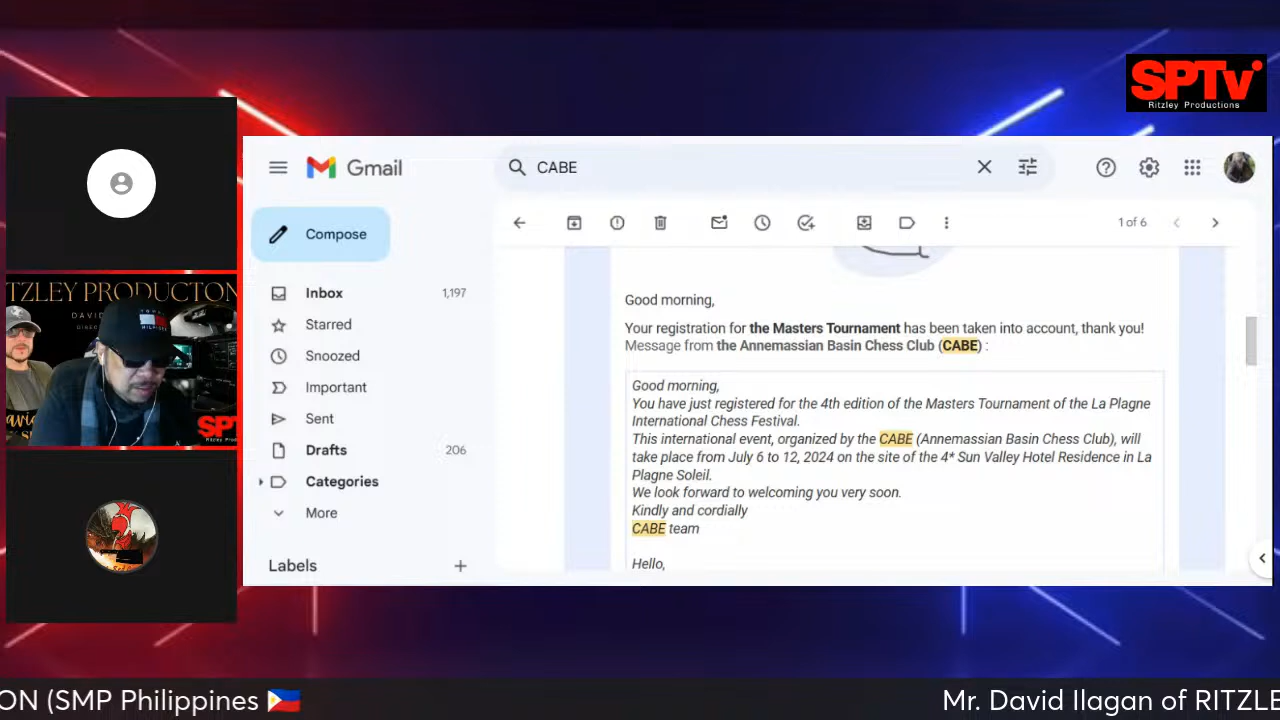 SPTv
Ritzley Productions
TZLEY PRODUCTON
DAVI
SPT
Gmail
CABE
Compose
1 of 6
Inbox 1,197
Starred
Snoozed
Important
Sent
Drafts 206
Categories
More
Labels
Good morning,
Your registration for the Masters Tournament has been taken into account, thank you!
Message from the Annemassian Basin Chess Club (CABE) :
Good morning,
You have just registered for the 4th edition of the Masters Tournament of the La Plagne
International Chess Festival.
This international event, organized by the CABE (Annemassian Basin Chess Club), will
take place from July 6 to 12, 2024 on the site of the 4* Sun Valley Hotel Residence in La
Plagne Soleil.
We look forward to welcoming you very soon.
Kindly and cordially
CABE team
Hello,
ON (SMP Philippines 🇵🇭
Mr. David Ilagan of RITZLE